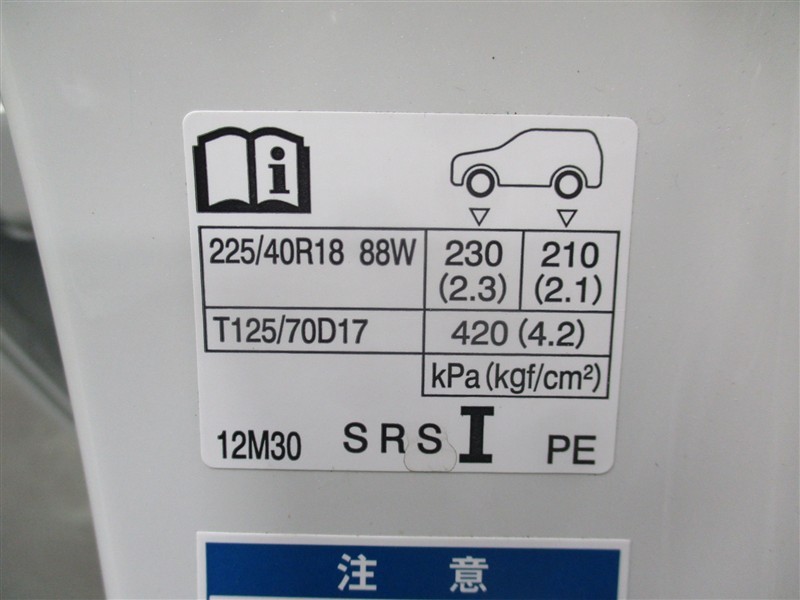 i
225/40R18 88W 230 (2.3) 210 (2.1)
T125/70D17 420 (4.2)
kPa (kgf/cm²)
12M30 SRS I PE
注 意